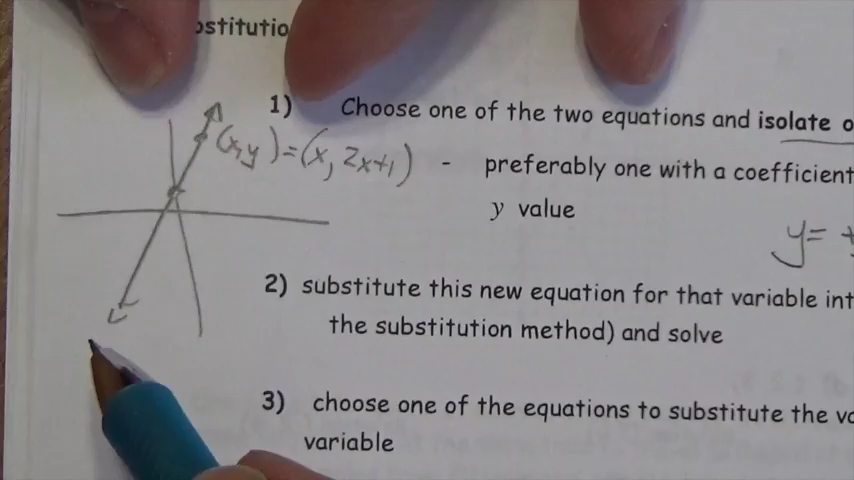 bstitutio
1) Choose one of the two equations and isolate o
(x,y)=(x, 2x+1) - preferably one with a coefficient
y value
y= +
2) substitute this new equation for that variable int
the substitution method) and solve
3) choose one of the equations to substitute the va
variable